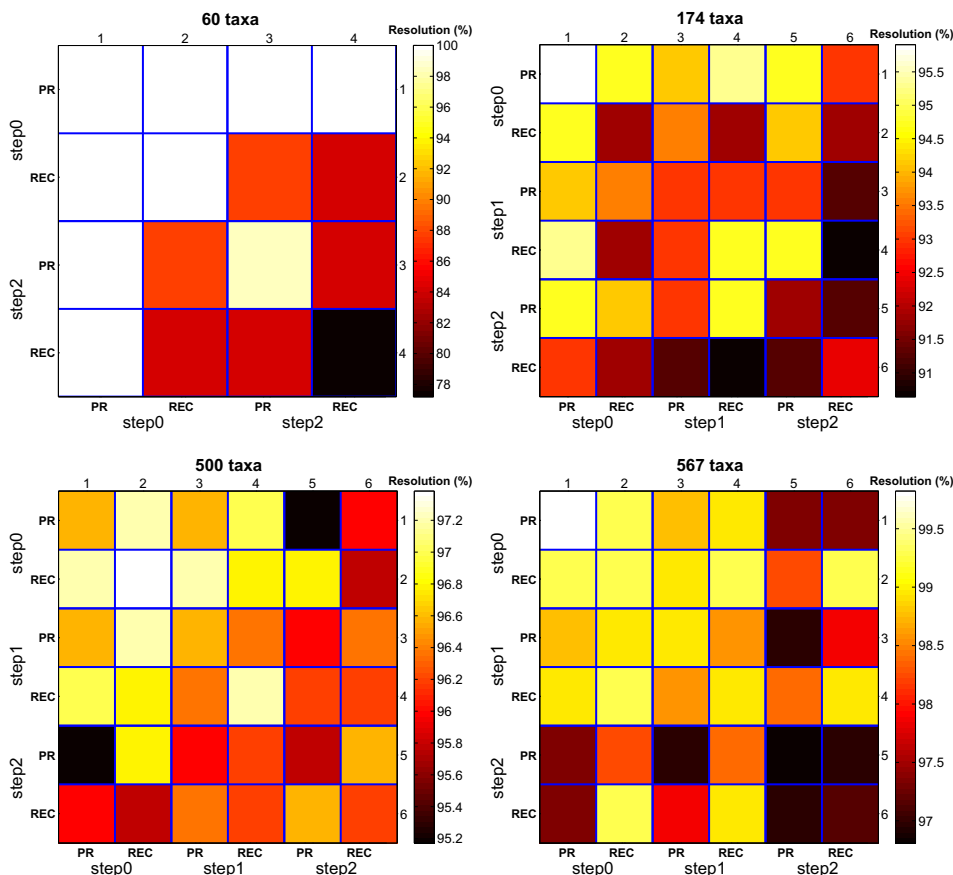 60 taxa
Resolution (%)
1 2 3 4
100
98
96
94
92
90
88
86
84
82
80
78
step0
step2
PR
REC
PR
REC
1
2
3
4
PR REC PR REC
step0 step2
174 taxa
Resolution (%)
1 2 3 4 5 6
95.5
95
94.5
94
93.5
93
92.5
92
91.5
91
step0
step1
step2
PR
REC
PR
REC
PR
REC
1
2
3
4
5
6
PR REC PR REC PR REC
step0 step1 step2
500 taxa
Resolution (%)
1 2 3 4 5 6
97.2
97
96.8
96.6
96.4
96.2
96
95.8
95.6
95.4
95.2
step0
step1
step2
PR
REC
PR
REC
PR
REC
1
2
3
4
5
6
PR REC PR REC PR REC
step0 step1 step2
567 taxa
Resolution (%)
1 2 3 4 5 6
99.5
99
98.5
98
97.5
97
step0
step1
step2
PR
REC
PR
REC
PR
REC
1
2
3
4
5
6
PR REC PR REC PR REC
step0 step1 step2